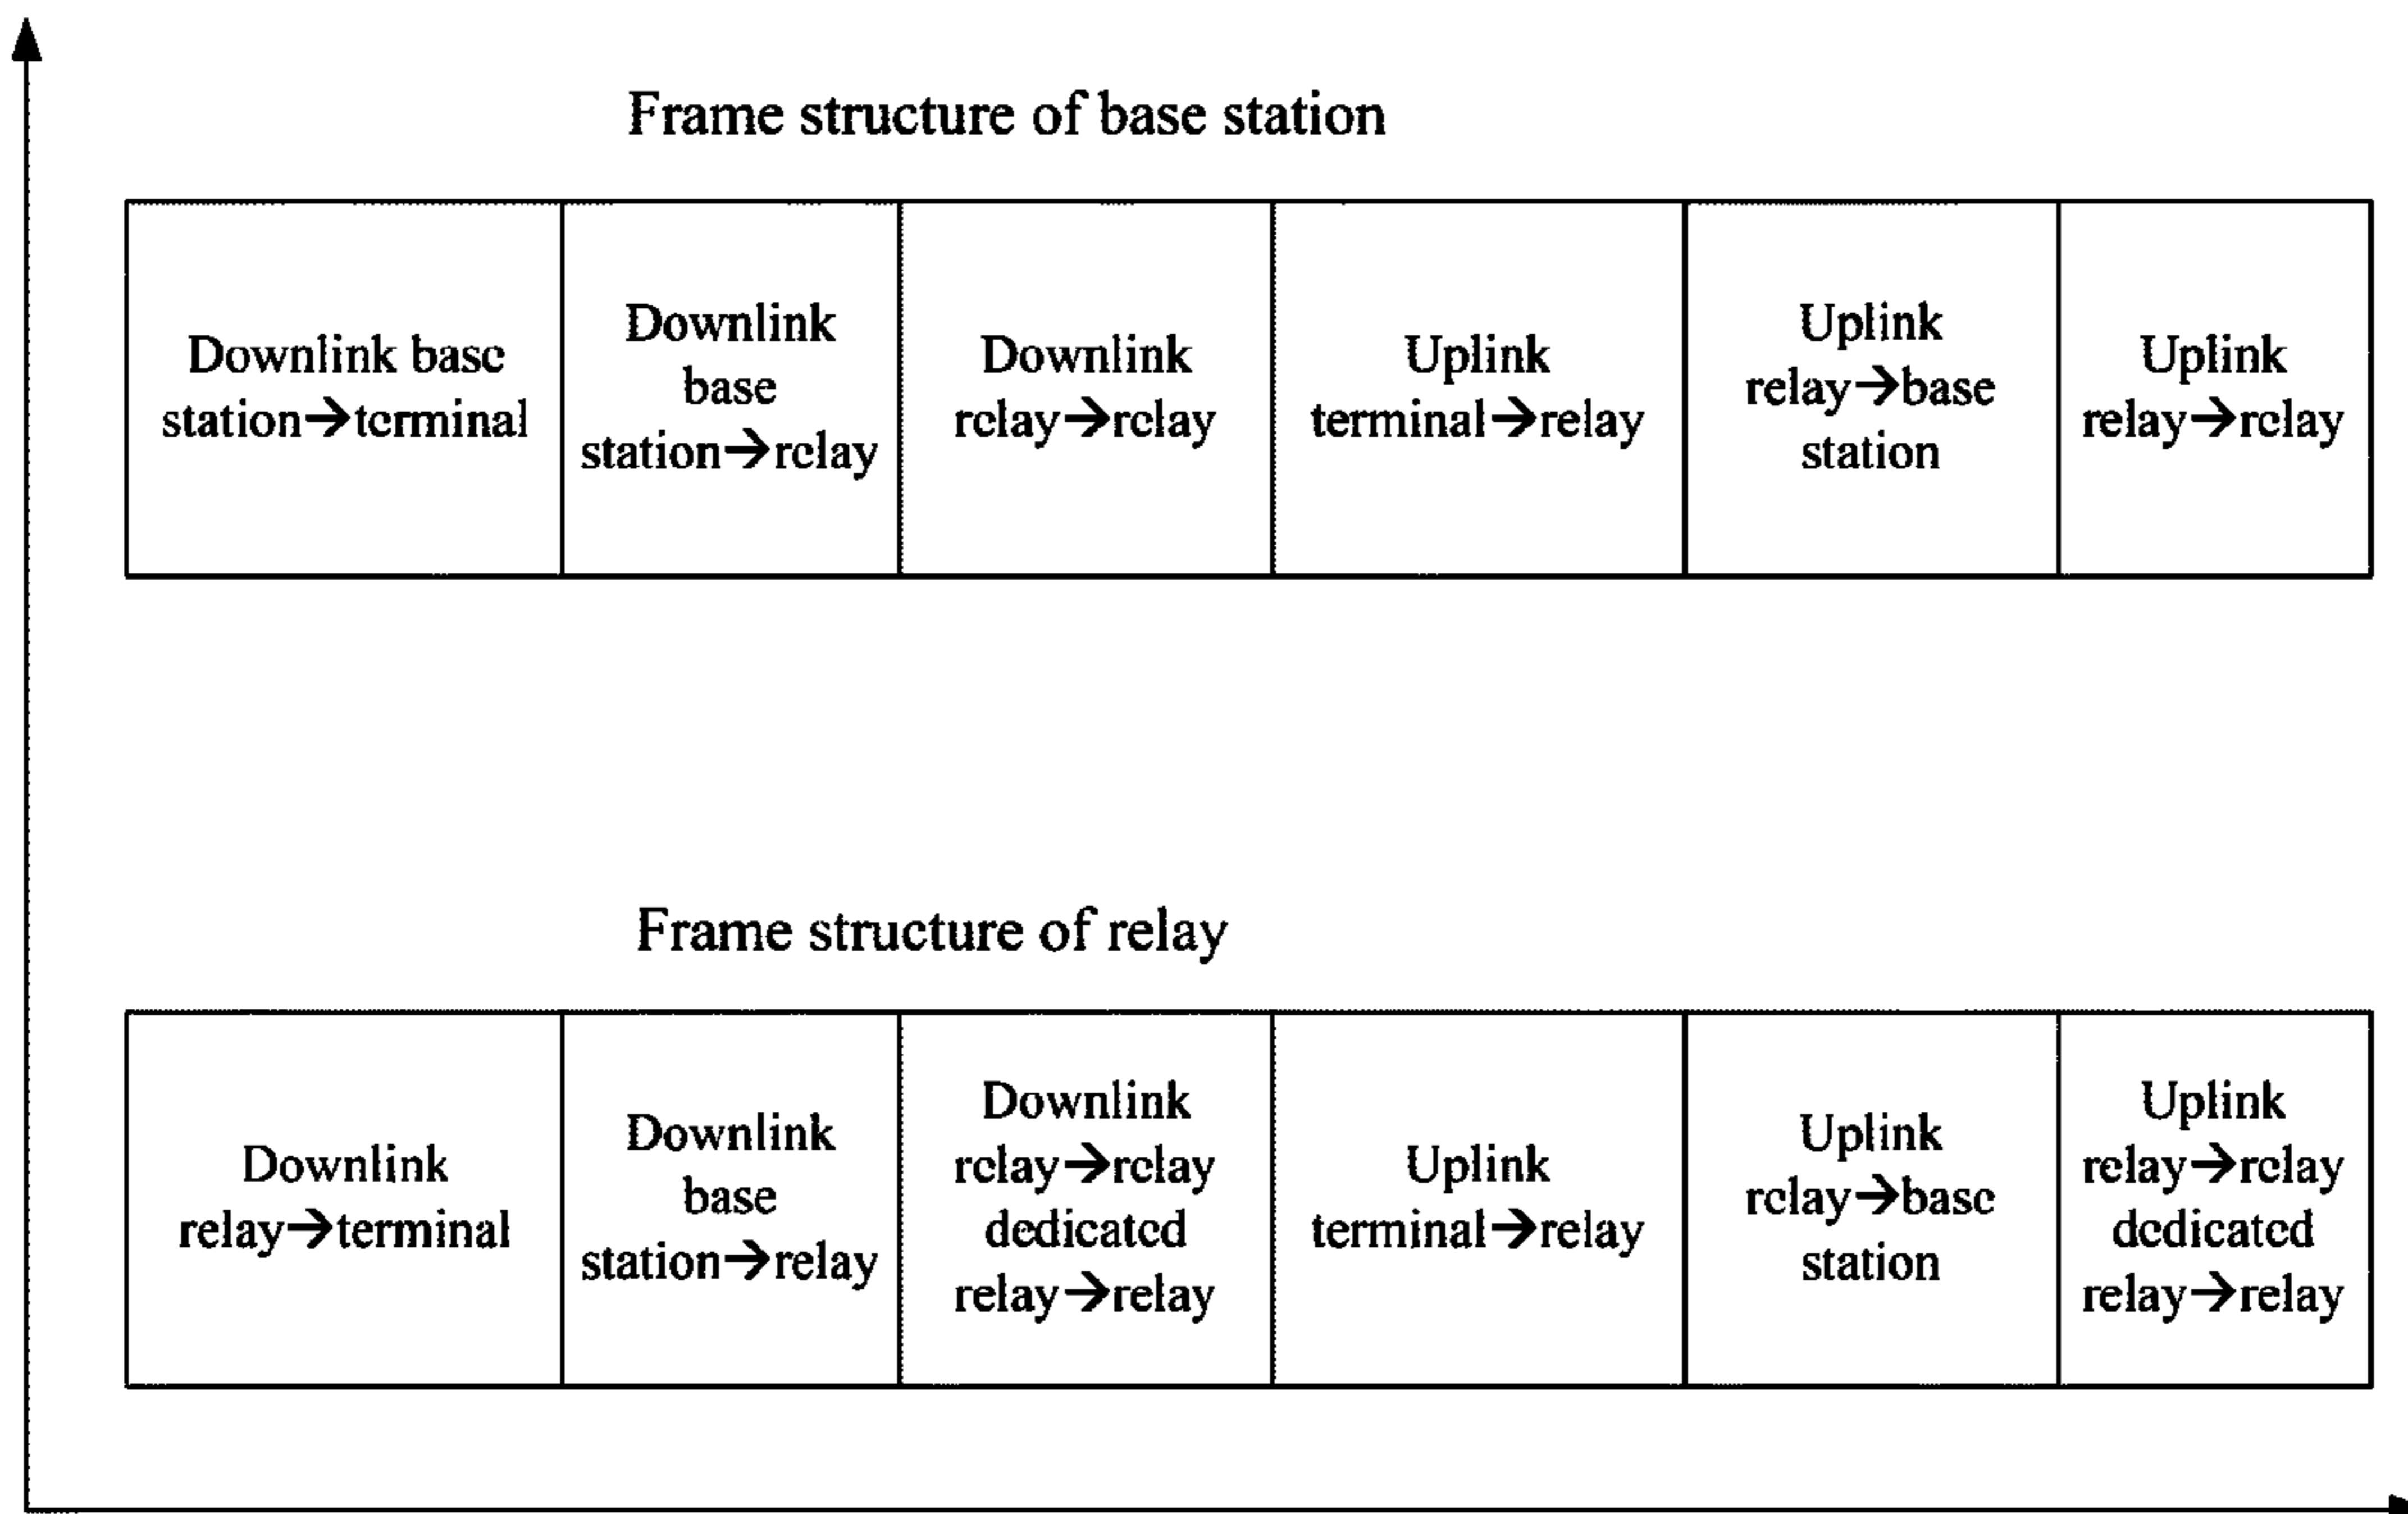 Frame structure of base station
Downlink base
station→terminal
Downlink
base
station→relay
Downlink
relay→relay
Uplink
terminal→relay
Uplink
relay→base
station
Uplink
relay→relay
Frame structure of relay
Downlink
relay→terminal
Downlink
base
station→relay
Downlink
relay→relay
dedicated
relay→relay
Uplink
terminal→relay
Uplink
relay→base
station
Uplink
relay→relay
dedicated
relay→relay